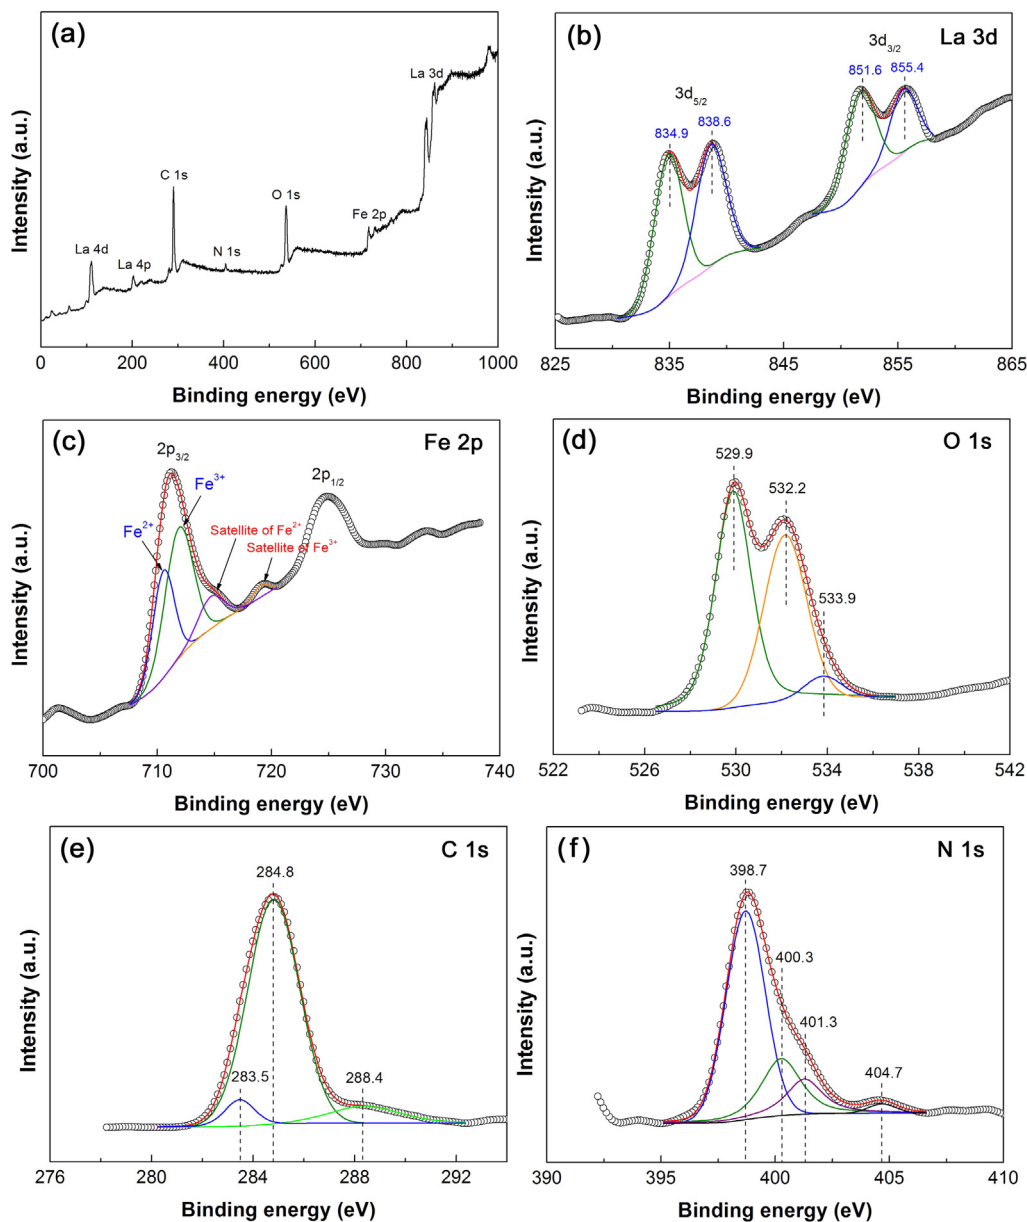 (a)
La 3d
C 1s
O 1s
Fe 2p
N 1s
La 4d
La 4p
Intensity (a.u.)
0 200 400 600 800 1000
Binding energy (eV)
(b)
La 3d
3d3/2
851.6 855.4
3d5/2
834.9 838.6
Intensity (a.u.)
825 835 845 855 865
Binding energy (eV)
(c)
Fe 2p
2p3/2
2p1/2
Fe3+
Fe2+
Satellite of Fe2+
Satellite of Fe3+
Intensity (a.u.)
700 710 720 730 740
Binding energy (eV)
(d)
O 1s
529.9
532.2
533.9
Intensity (a.u.)
522 526 530 534 538 542
Binding energy (eV)
(e)
C 1s
284.8
283.5
288.4
Intensity (a.u.)
276 280 284 288 292
Binding energy (eV)
(f)
N 1s
398.7
400.3
401.3
404.7
Intensity (a.u.)
390 395 400 405 410
Binding energy (eV)